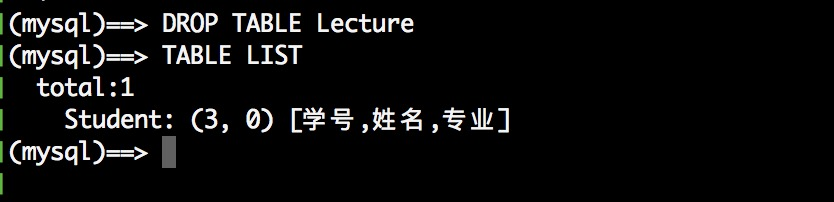 (mysql)==> DROP TABLE Lecture
(mysql)==> TABLE LIST
total:1
Student: (3, 0) [学号,姓名,专业]
(mysql)==>